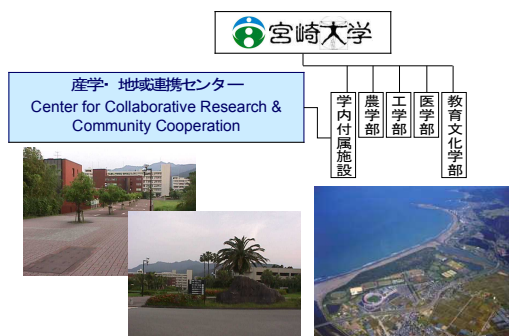 宮崎大学
産学・地域連携センター
Center for Collaborative Research &
Community Cooperation
学内付属施設
農学部
工学部
医学部
教育文化学部